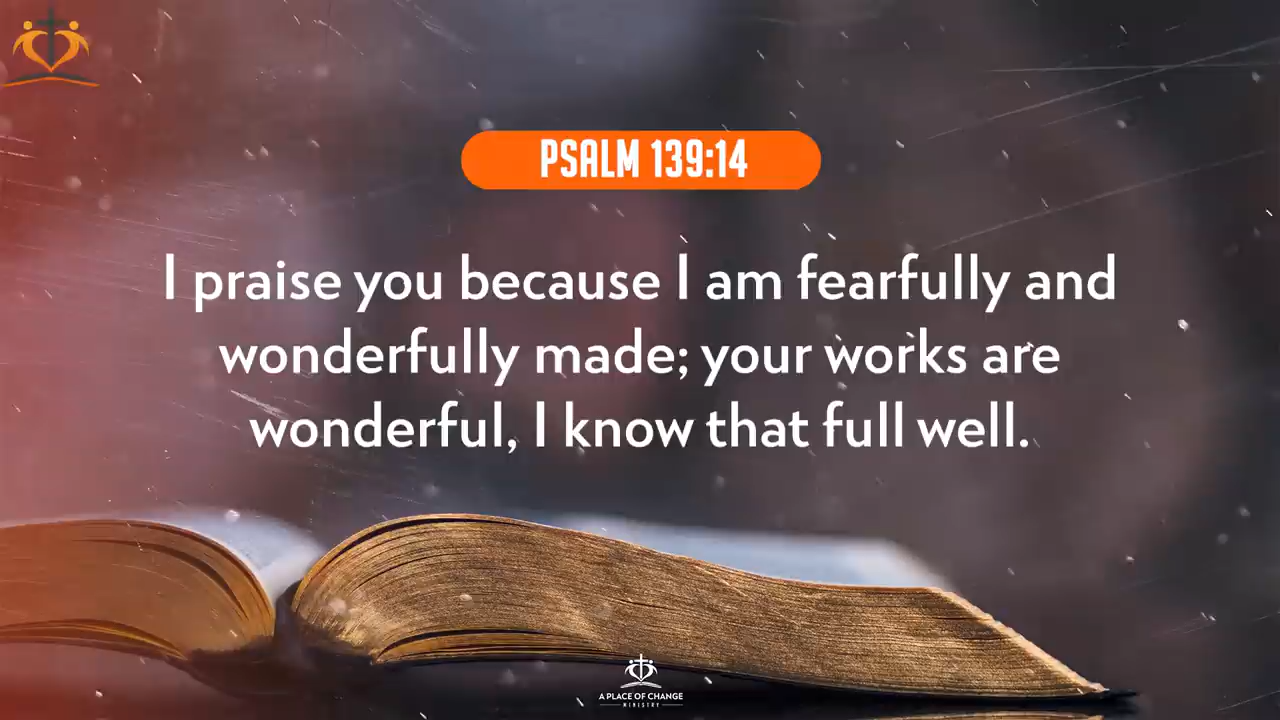 PSALM 139:14
I praise you because I am fearfully and
wonderfully made; your works are
wonderful, I know that full well.
A PLACE OF CHANGE
MINISTRY